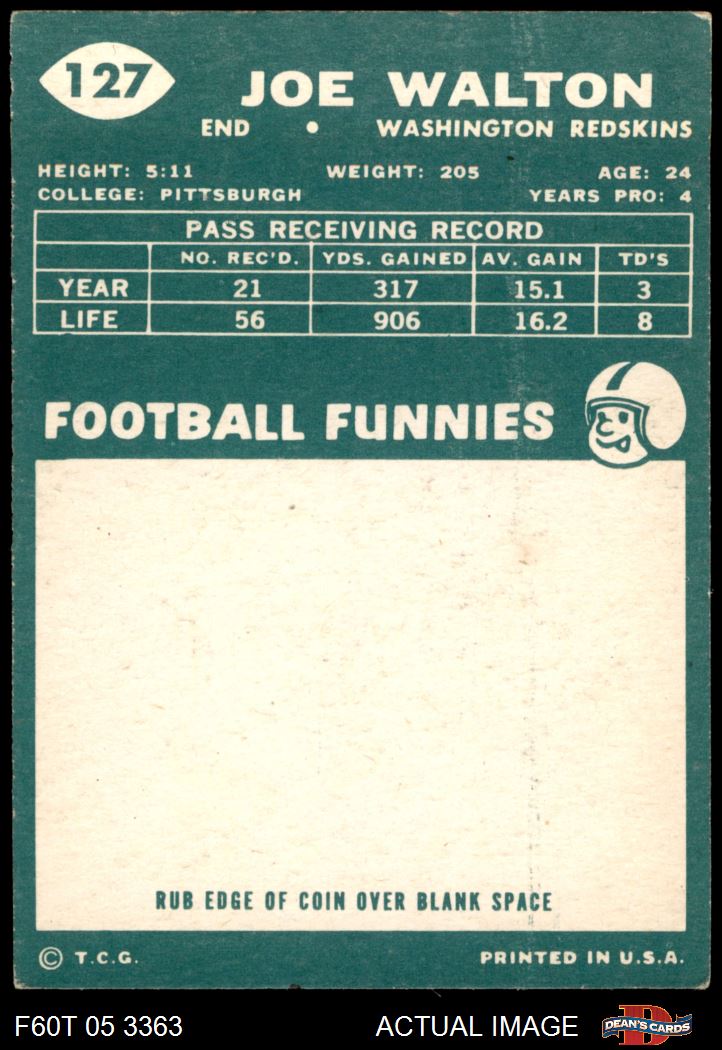 127
JOE WALTON
END • WASHINGTON REDSKINS
HEIGHT: 5:11 WEIGHT: 205 AGE: 24
COLLEGE: PITTSBURGH YEARS PRO: 4
PASS RECEIVING RECORD
NO. REC'D. YDS. GAINED AV. GAIN TD'S
YEAR 21 317 15.1 3
LIFE 56 906 16.2 8
FOOTBALL FUNNIES
RUB EDGE OF COIN OVER BLANK SPACE
© T.C.G. PRINTED IN U.S.A.
F60T 05 3363 ACTUAL IMAGE D DEAN'S CARDS